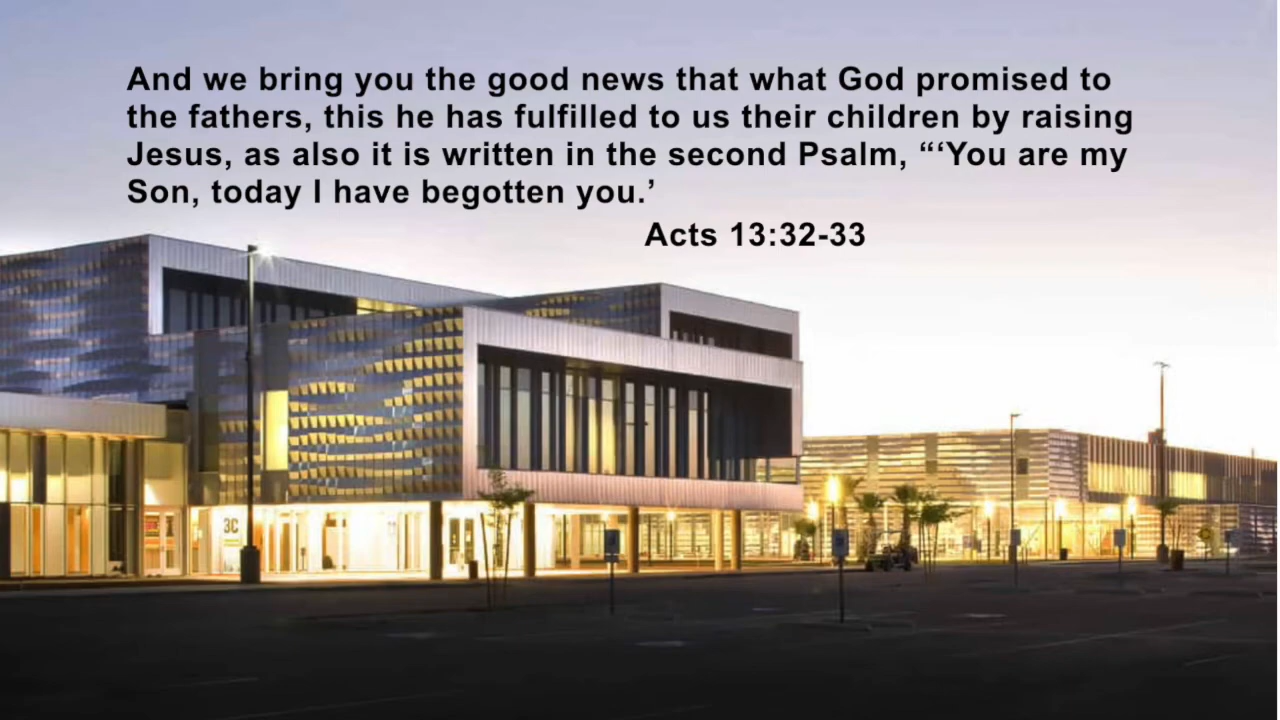 And we bring you the good news that what God promised to
the fathers, this he has fulfilled to us their children by raising
Jesus, as also it is written in the second Psalm, “‘You are my
Son, today I have begotten you.’
Acts 13:32-33
3C